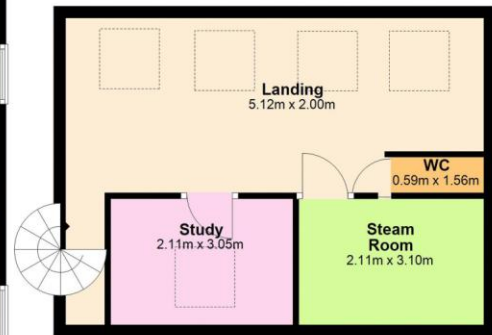 Landing
5.12m x 2.00m
WC
0.59m x 1.56m
Study
2.11m x 3.05m
Steam
Room
2.11m x 3.10m